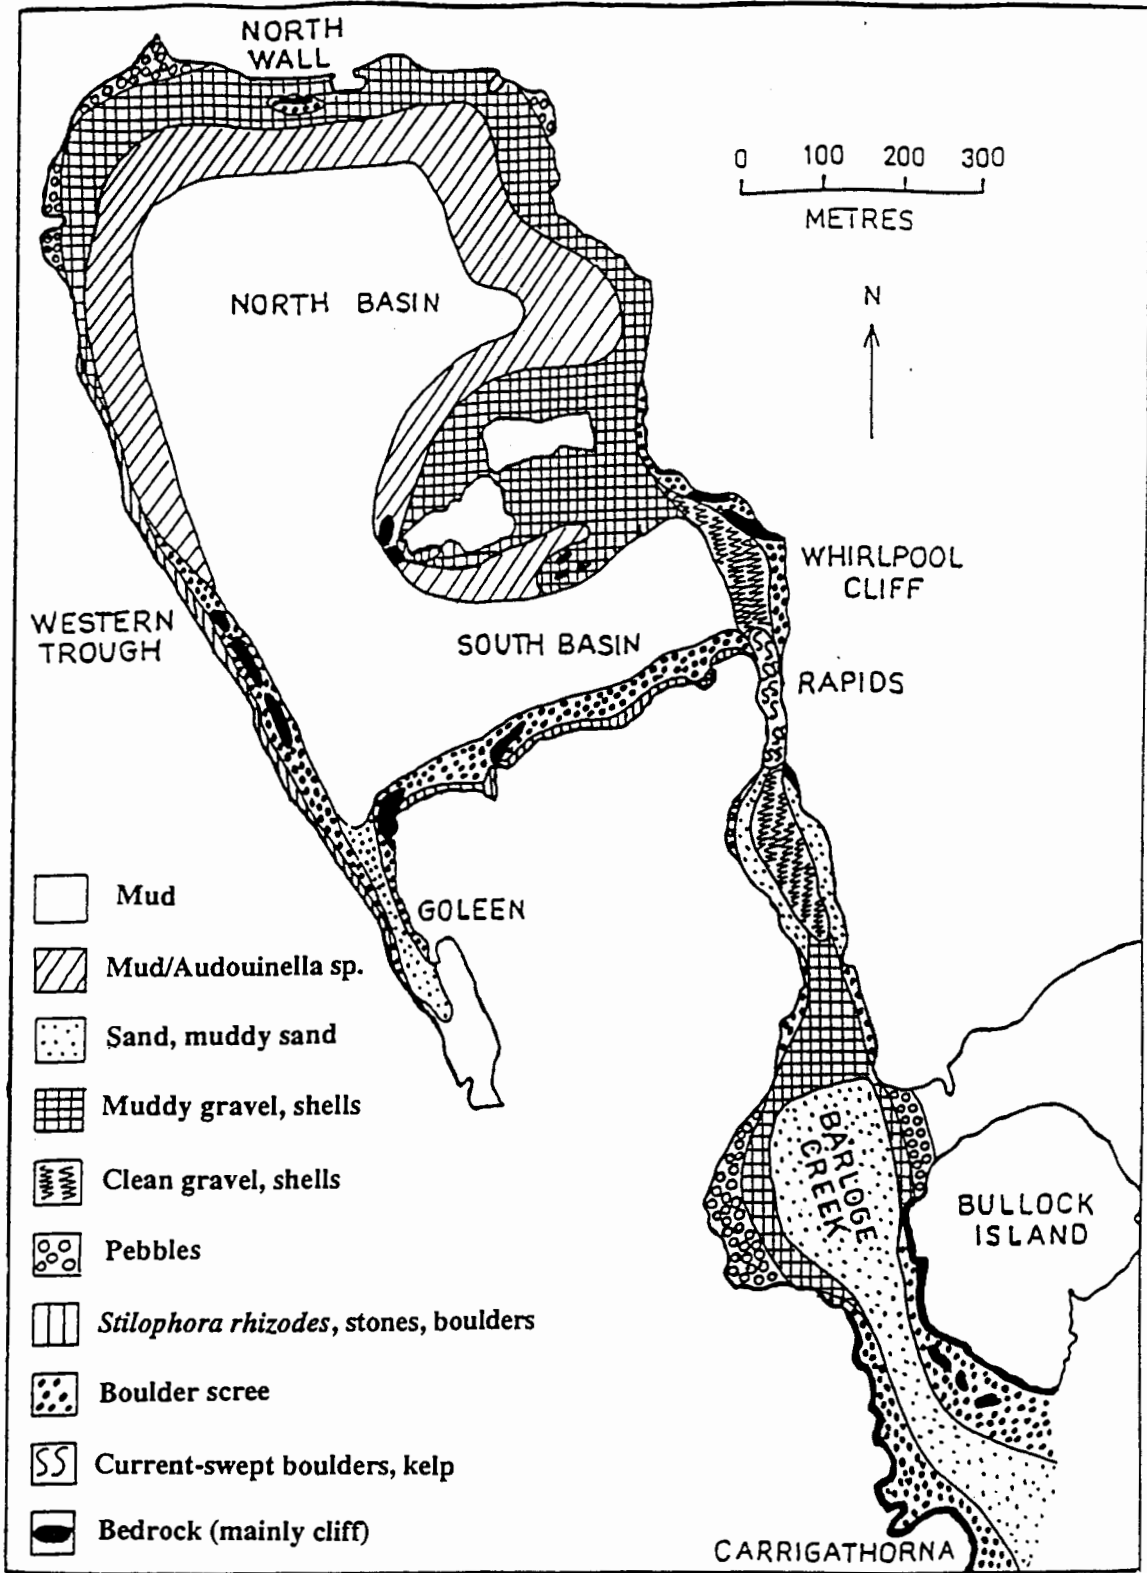 NORTH
WALL
0 100 200 300
METRES
N
NORTH BASIN
WHIRLPOOL
CLIFF
WESTERN
TROUGH
SOUTH BASIN
RAPIDS
GOLEEN
BARLOGE
CREEK
BULLOCK
ISLAND
CARRIGATHORNA
Mud
Mud/Audouinella sp.
Sand, muddy sand
Muddy gravel, shells
Clean gravel, shells
Pebbles
Stilophora rhizodes, stones, boulders
Boulder scree
Current-swept boulders, kelp
Bedrock (mainly cliff)